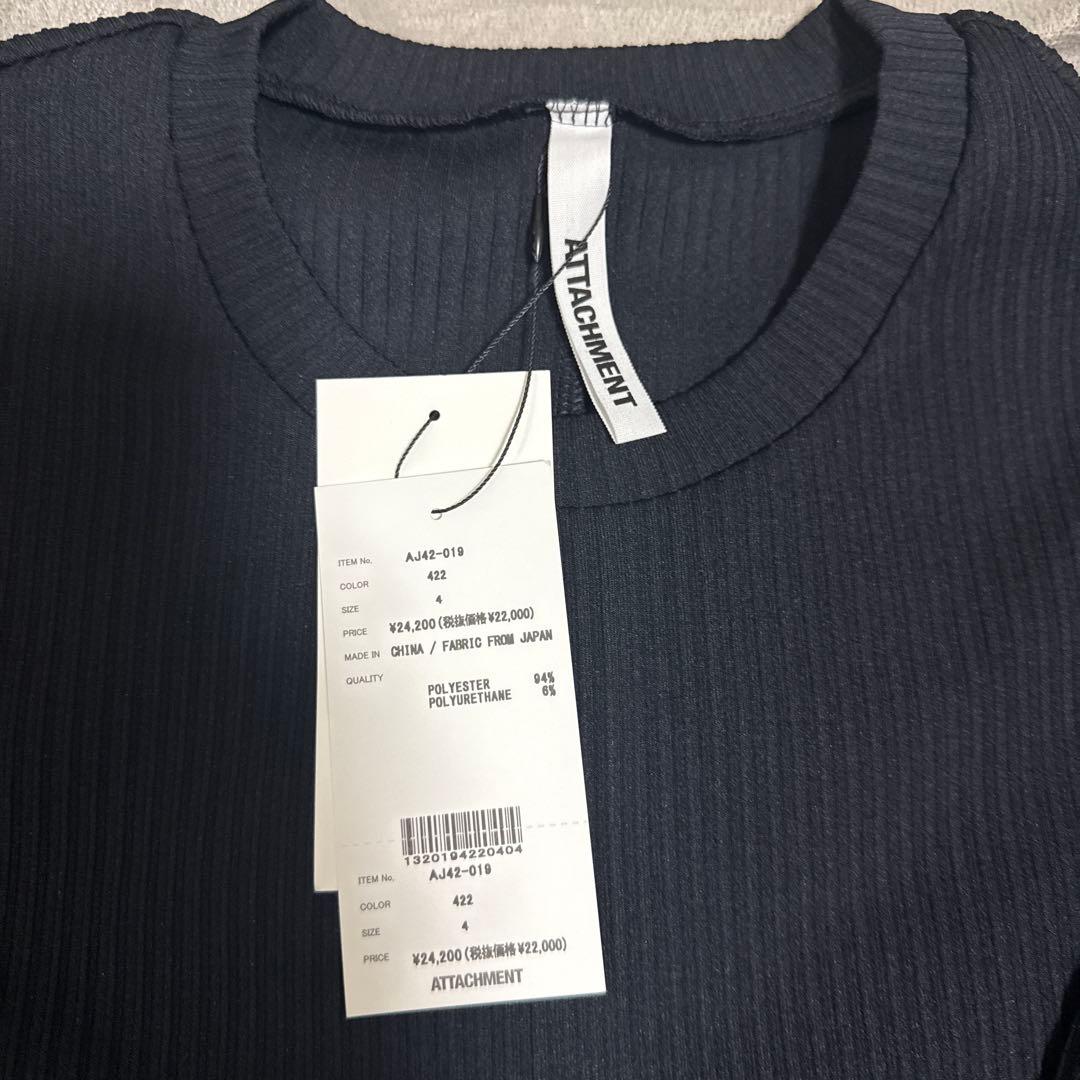 ATTACHMENT
ITEM No. AJ42-019
COLOR 422
SIZE 4
PRICE ¥24,200(税抜価格¥22,000)
MADE IN CHINA / FABRIC FROM JAPAN
QUALITY
POLYESTER 94%
POLYURETHANE 6%
1320194220404
ITEM No. AJ42-019
COLOR 422
SIZE 4
PRICE ¥24,200(税抜価格¥22,000)
ATTACHMENT